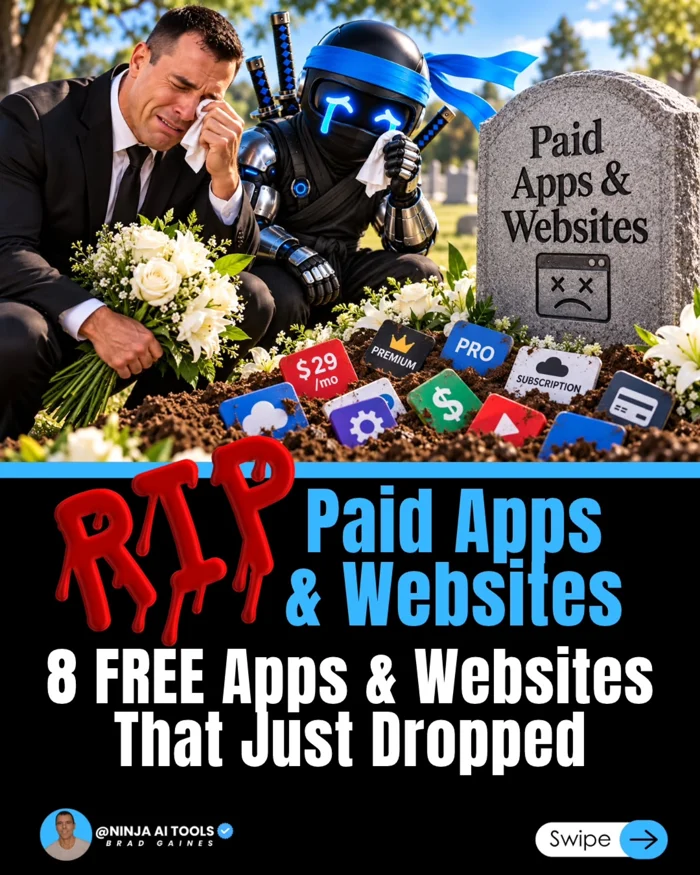 Paid
Apps &
Websites
$29
/mo
PREMIUM
PRO
SUBSCRIPTION
$
RIP
Paid Apps
& Websites
8 FREE Apps & Websites
That Just Dropped
@NINJA AI TOOLS
BRAD GAINES
Swipe